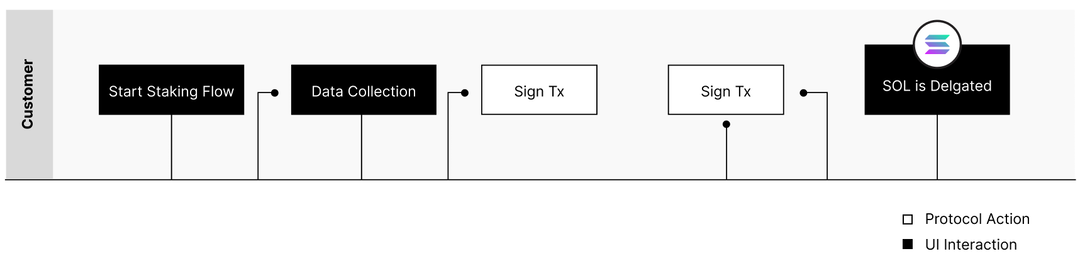 Customer
Start Staking Flow
Data Collection
Sign Tx
Sign Tx
SOL is Delgated
Protocol Action
UI Interaction